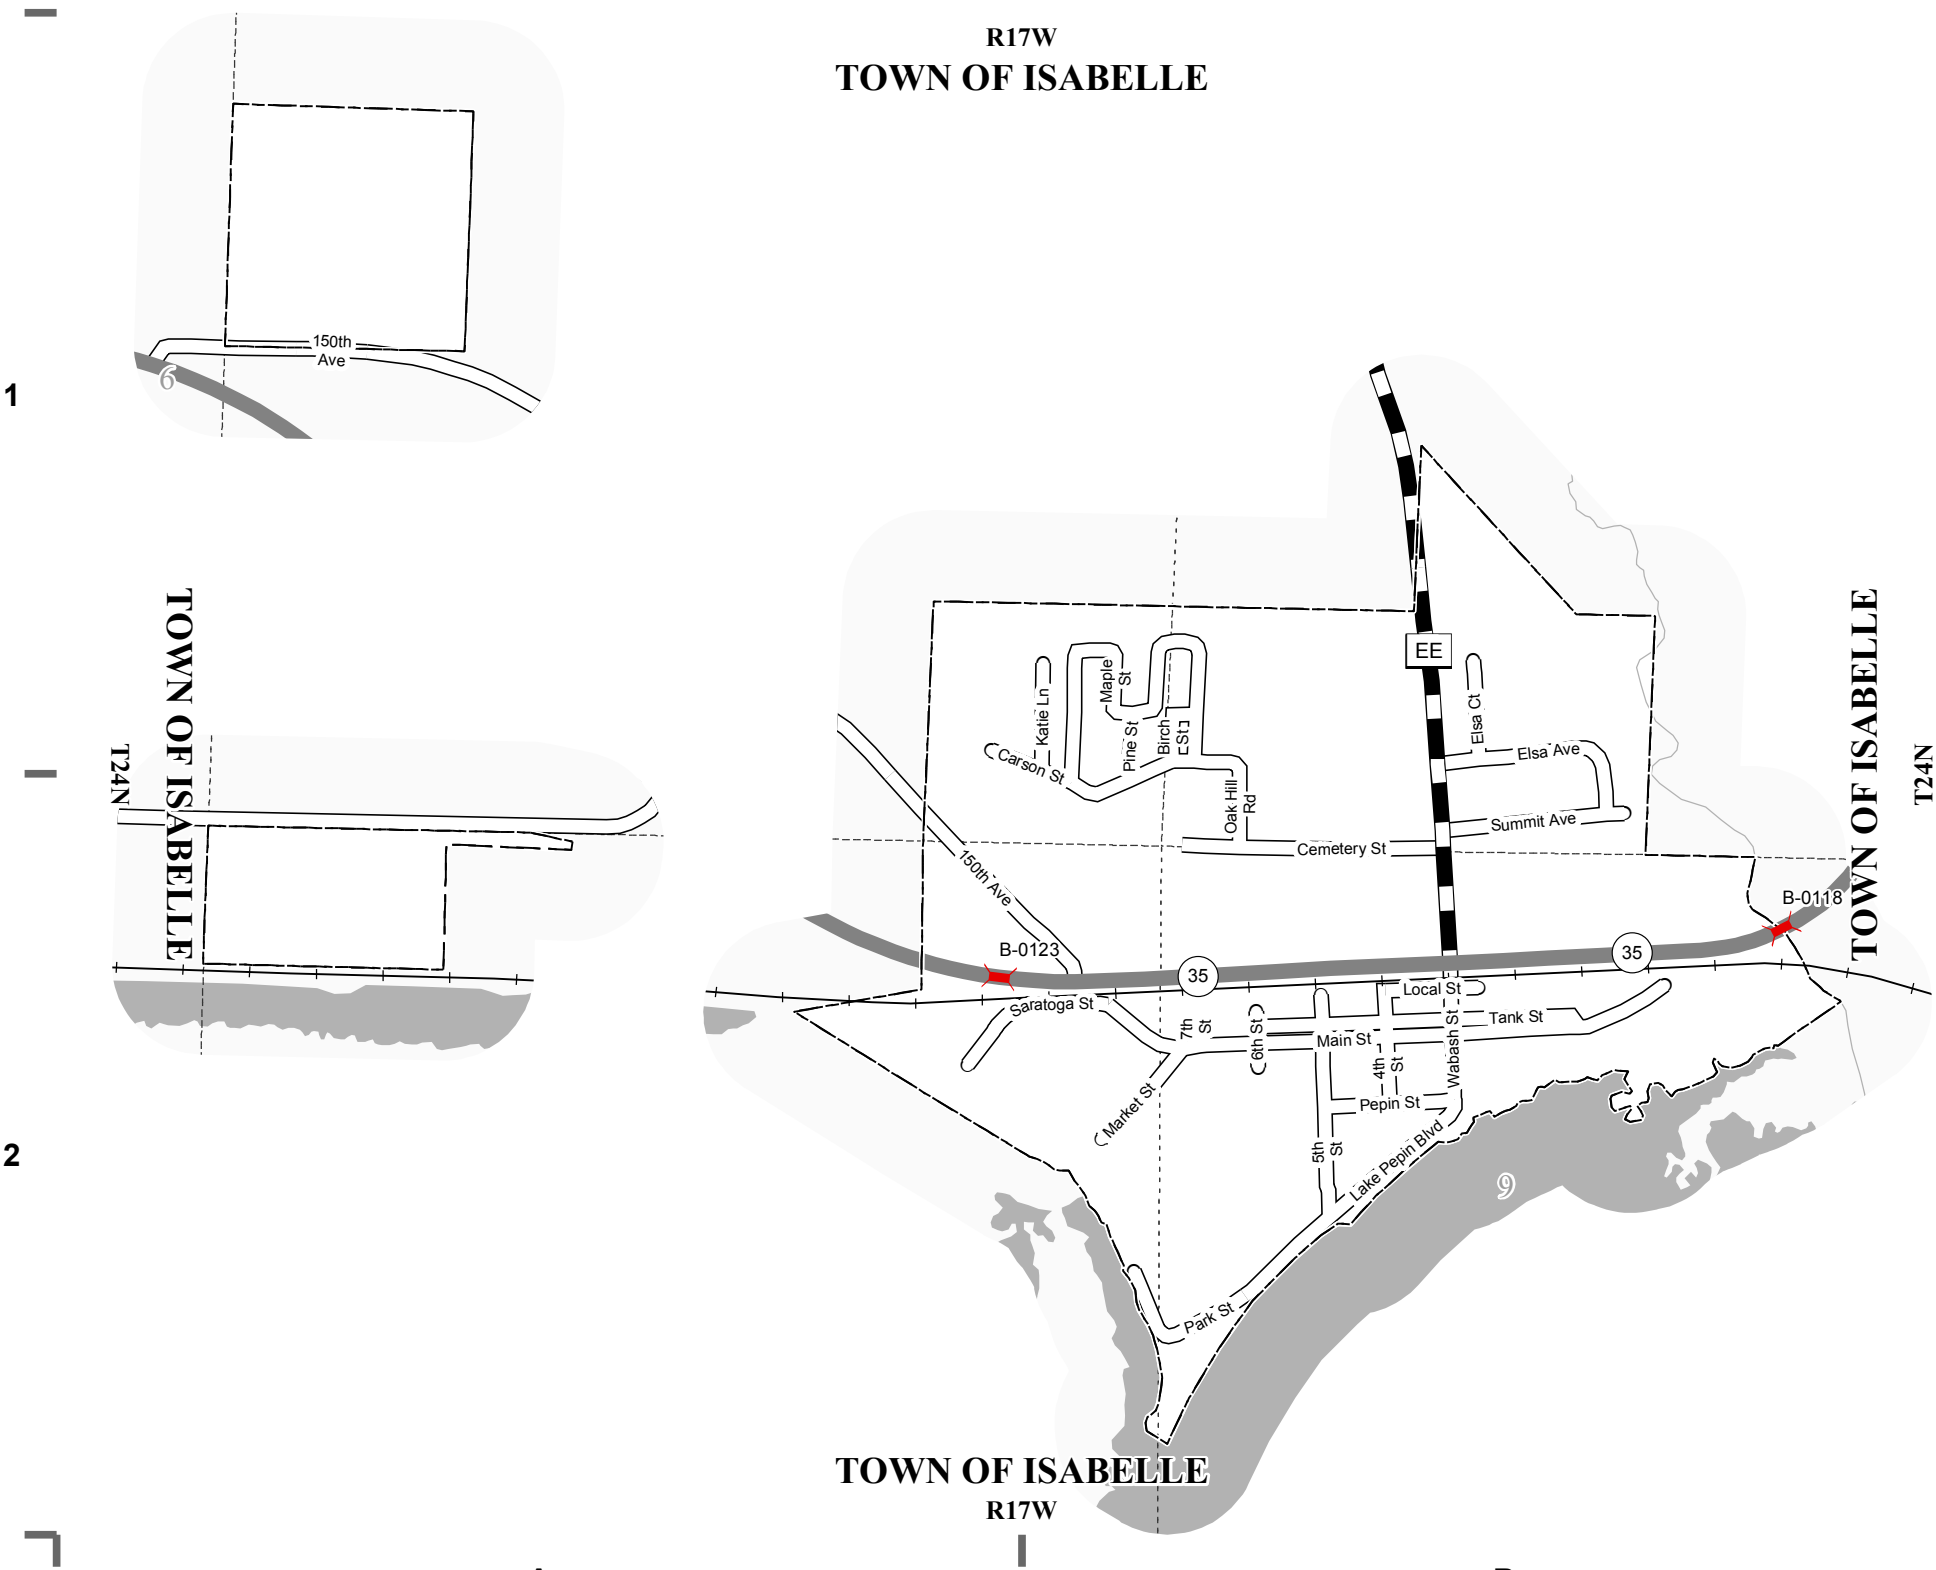 R17W
TOWN OF ISABELLE
150th
Ave
6
1
TOWN OF ISABELLE
T24N
EE
Katie Ln
Maple
St
Pine St
Birch
St
Carson St
Oak Hill
Rd
Elsa Ct
Elsa Ave
Summit Ave
Cemetery St
150th Ave
TOWN OF ISABELLE
T24N
B-0118
B-0123
35
35
Saratoga St
Local St
7th
St
6th St
Main St
Tank St
Wabash St
4th
St
Market St
Pepin St
5th
St
Lake Pepin Blvd
9
2
Park St
TOWN OF ISABELLE
R17W